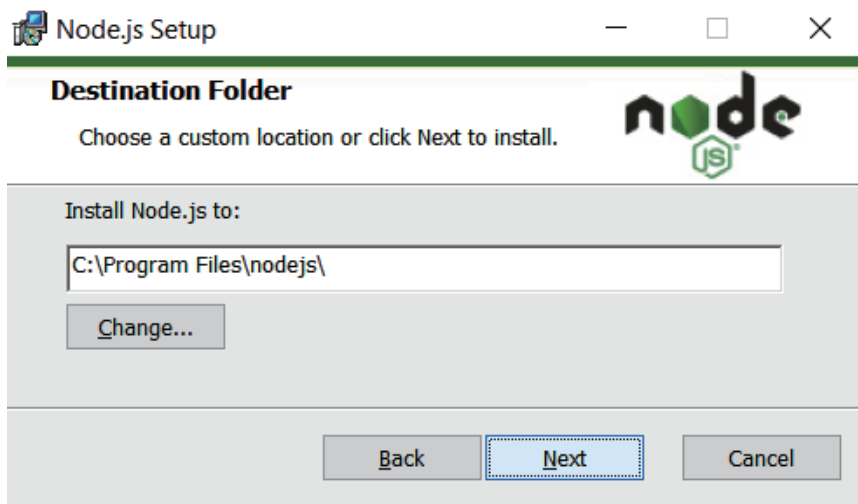 Node.js Setup
Destination Folder
Choose a custom location or click Next to install.
node
JS
Install Node.js to:
C:\Program Files\nodejs\
Change...
Back
Next
Cancel